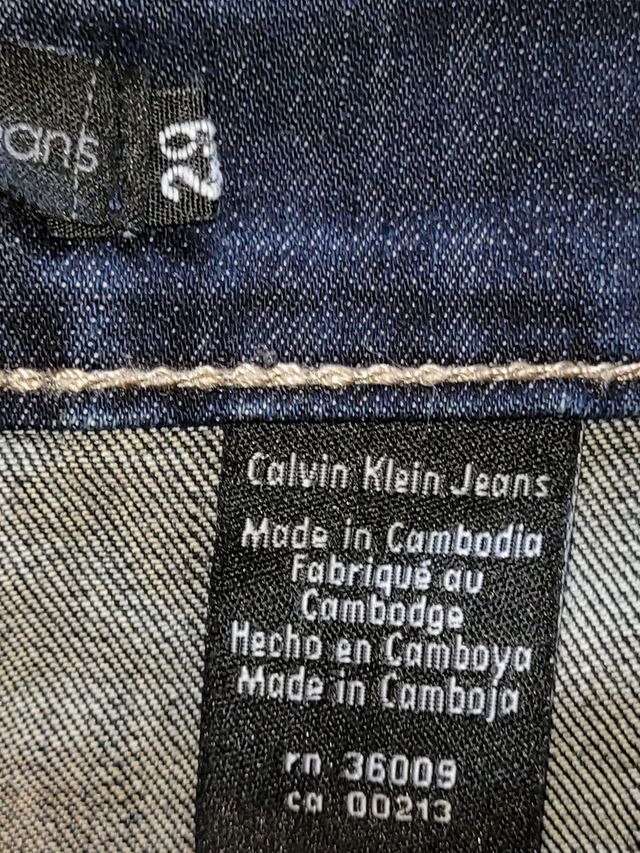 29
Calvin Klein Jeans
Made in Cambodia
Fabriqué au
Cambodge
Hecho en Camboya
Made in Camboja
rn 36009
ca 00213